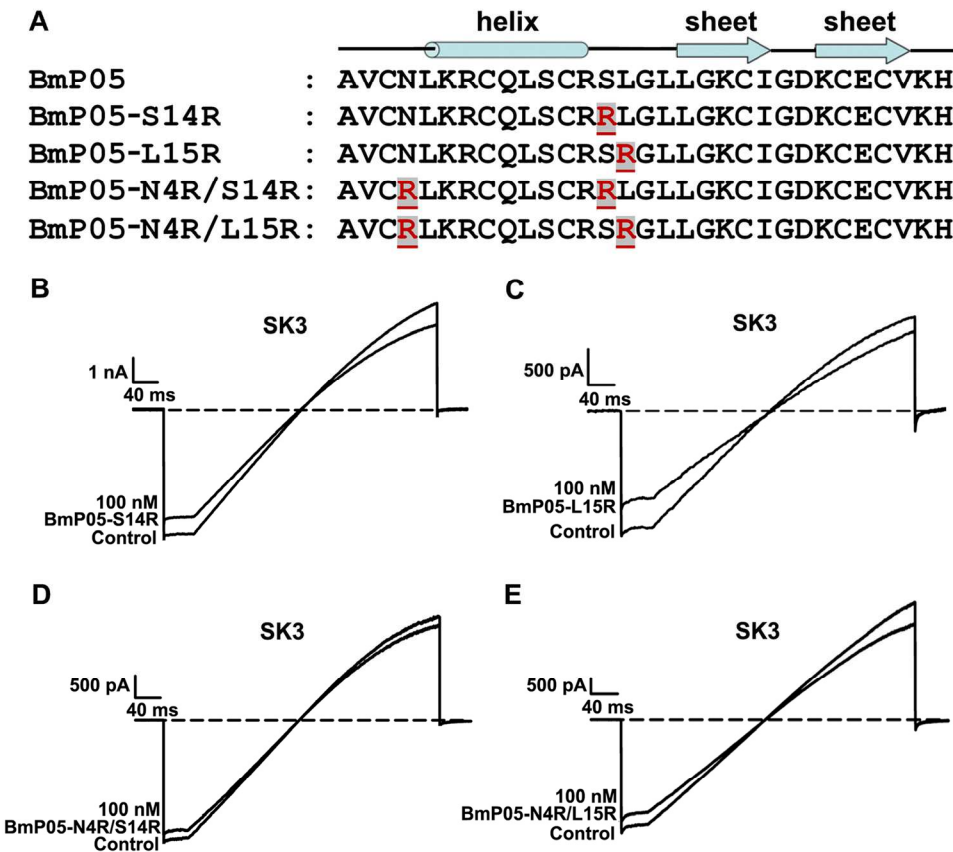 A
helix sheet sheet
BmP05 : AVCNLKRCQLSCRSLGLLGKCIGDKCECVKH
BmP05-S14R : AVCNLKRCQLSCRRLGLLGKCIGDKCECVKH
BmP05-L15R : AVCNLKRCQLSCRSRGLLGKCIGDKCECVKH
BmP05-N4R/S14R: AVCRLKRCQLSCRRLGLLGKCIGDKCECVKH
BmP05-N4R/L15R: AVCRLKRCQLSCRSRGLLGKCIGDKCECVKH
B
SK3
1 nA
40 ms
100 nM
BmP05-S14R
Control
C
SK3
500 pA
40 ms
100 nM
BmP05-L15R
Control
D
SK3
500 pA
40 ms
100 nM
BmP05-N4R/S14R
Control
E
SK3
500 pA
40 ms
100 nM
BmP05-N4R/L15R
Control